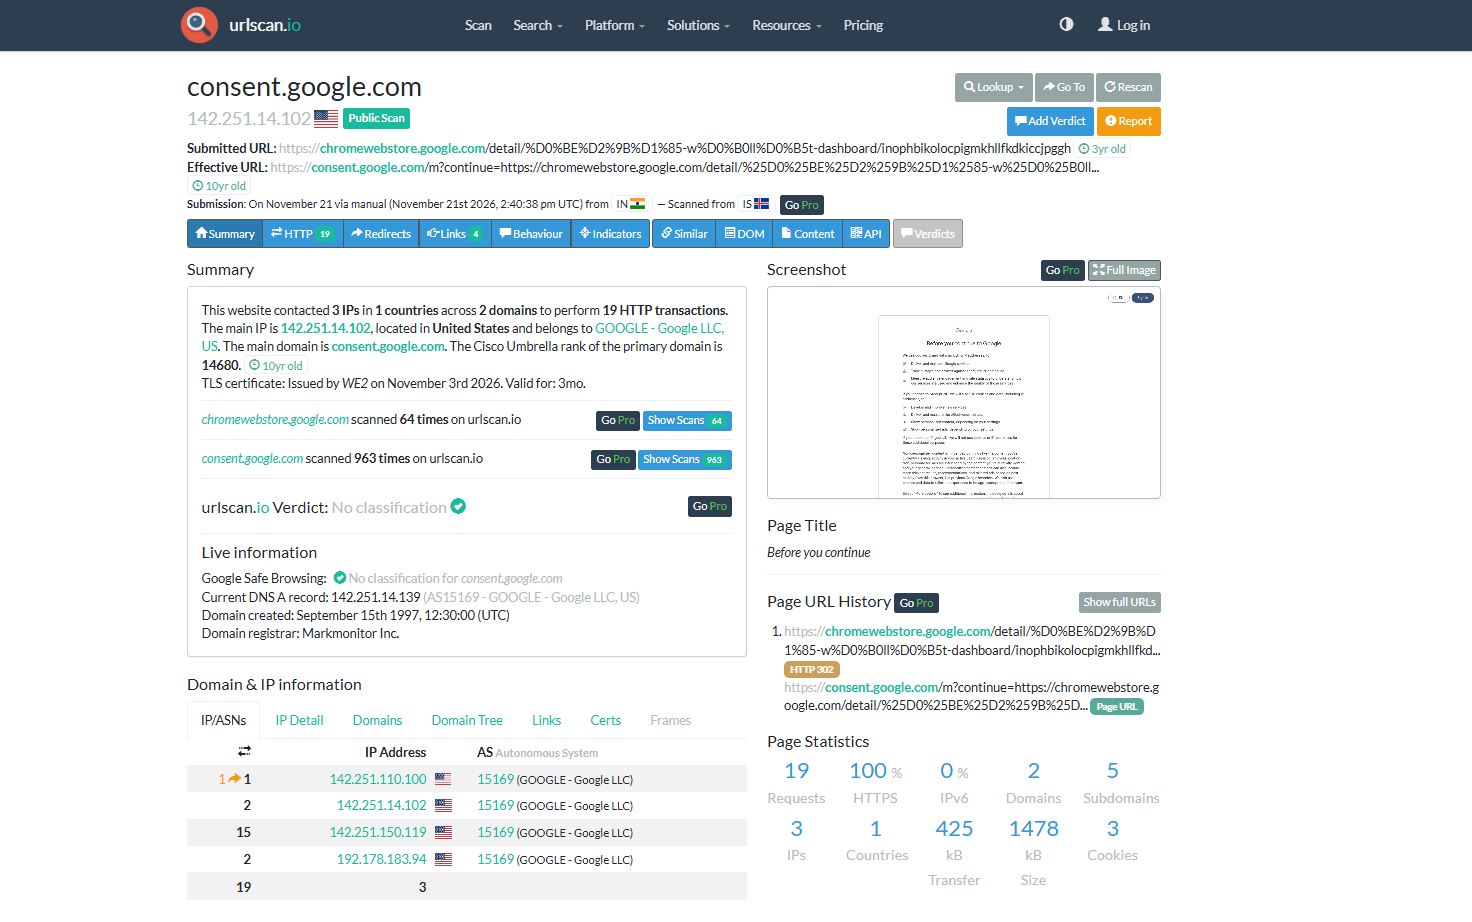 urlscan.io
Scan Search Platform Solutions Resources Pricing Log in
consent.google.com
Lookup Go To Rescan
142.251.14.102 Public Scan
Add Verdict Report
Submitted URL: https://chromewebstore.google.com/detail/%D0%BE%D2%9B%D1%85-w%D0%B0ll%D0%B5t-dashboard/inophbikolocpigmkhllfkdkiccjpggh 3yr old
Effective URL: https://consent.google.com/m?continue=https://chromewebstore.google.com/detail/%25D0%25BE%25D2%259B%25D1%2585-w%25D0%25B0ll...
10yr old
Submission: On November 21 via manual (November 21st 2026, 2:40:38 pm UTC) from IN — Scanned from IS Go Pro
Summary HTTP 19 Redirects Links 4 Behaviour Indicators Similar DOM Content API Verdicts
Summary
This website contacted 3 IPs in 1 countries across 2 domains to perform 19 HTTP transactions.
The main IP is 142.251.14.102, located in United States and belongs to GOOGLE - Google LLC,
US. The main domain is consent.google.com. The Cisco Umbrella rank of the primary domain is
14680. 10yr old
TLS certificate: Issued by WE2 on November 3rd 2026. Valid for: 3mo.
chromewebstore.google.com scanned 64 times on urlscan.io Go Pro Show Scans 64
consent.google.com scanned 963 times on urlscan.io Go Pro Show Scans 963
urlscan.io Verdict: No classification Go Pro
Live information
Google Safe Browsing: No classification for consent.google.com
Current DNS A record: 142.251.14.139 (AS15169 - GOOGLE - Google LLC, US)
Domain created: September 15th 1997, 12:30:00 (UTC)
Domain registrar: Markmonitor Inc.
Domain & IP information
IP/ASNs IP Detail Domains Domain Tree Links Certs Frames
IP Address AS Autonomous System
1 1 142.251.110.100 15169 (GOOGLE - Google LLC)
2 142.251.14.102 15169 (GOOGLE - Google LLC)
15 142.251.150.119 15169 (GOOGLE - Google LLC)
2 192.178.183.94 15169 (GOOGLE - Google LLC)
19 3
Screenshot Go Pro Full Image
Google
Before you continue to Google
Page Title
Before you continue
Page URL History Go Pro Show full URLs
1. https://chromewebstore.google.com/detail/%D0%BE%D2%9B%D
1%85-w%D0%B0ll%D0%B5t-dashboard/inophbikolocpigmkhllfkd...
HTTP 302
https://consent.google.com/m?continue=https://chromewebstore.g
oogle.com/detail/%25D0%25BE%25D2%259B%25D... Page URL
Page Statistics
19 100 % 0 % 2 5
Requests HTTPS IPv6 Domains Subdomains
3 1 425 1478 3
IPs Countries kB kB Cookies
Transfer Size